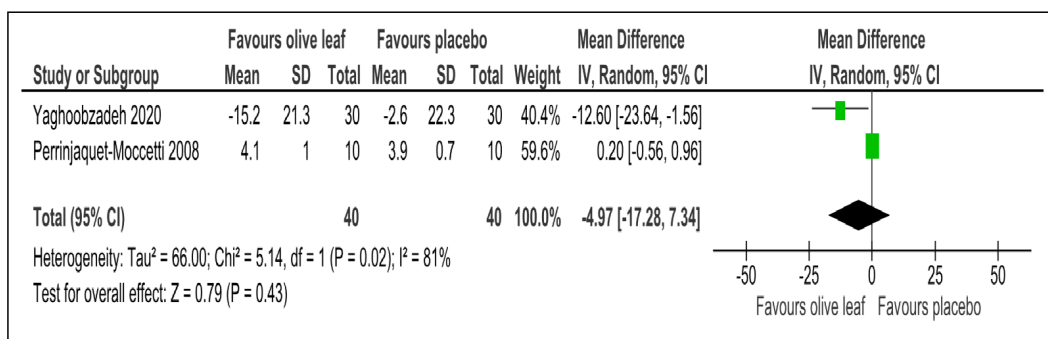 Favours olive leaf Favours placebo Mean Difference Mean Difference
Study or Subgroup Mean SD Total Mean SD Total Weight IV, Random, 95% CI IV, Random, 95% CI
Yaghoobzadeh 2020 -15.2 21.3 30 -2.6 22.3 30 40.4% -12.60 [-23.64, -1.56]
Perrinjaquet-Moccetti 2008 4.1 1 10 3.9 0.7 10 59.6% 0.20 [-0.56, 0.96]
Total (95% CI) 40 40 100.0% -4.97 [-17.28, 7.34]
Heterogeneity: Tau² = 66.00; Chi² = 5.14, df = 1 (P = 0.02); I² = 81%
Test for overall effect: Z = 0.79 (P = 0.43)
-50 -25 0 25 50
Favours olive leaf Favours placebo